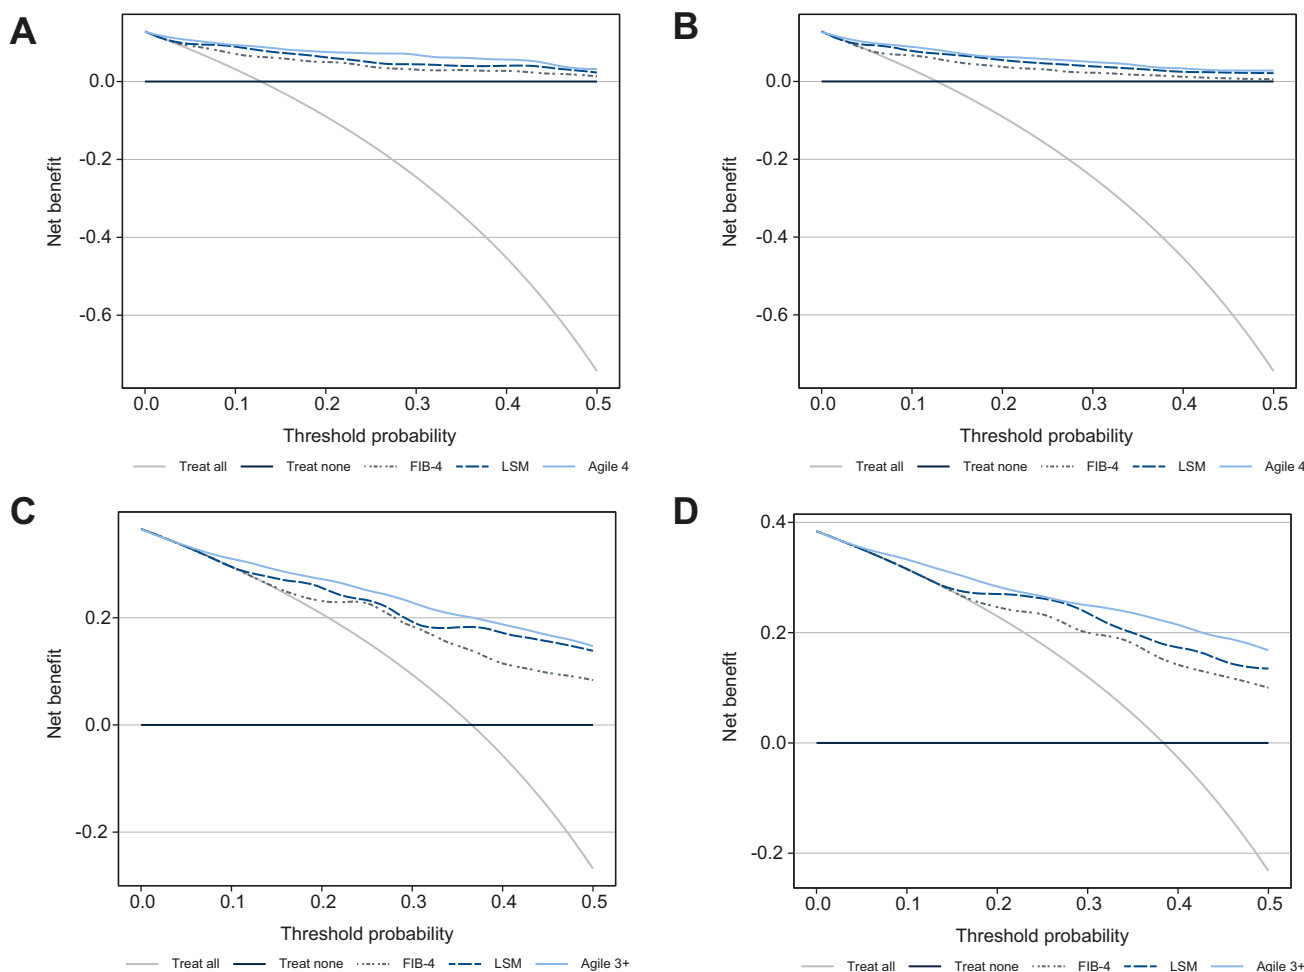 A
0.0
-0.2
-0.4
-0.6
Net benefit
0.0 0.1 0.2 0.3 0.4 0.5
Threshold probability
Treat all Treat none FIB-4 LSM Agile 4
B
0.0
-0.2
-0.4
-0.6
Net benefit
0.0 0.1 0.2 0.3 0.4 0.5
Threshold probability
Treat all Treat none FIB-4 LSM Agile 4
C
0.2
0.0
-0.2
Net benefit
0.0 0.1 0.2 0.3 0.4 0.5
Threshold probability
Treat all Treat none FIB-4 LSM Agile 3+
D
0.4
0.2
0.0
-0.2
Net benefit
0.0 0.1 0.2 0.3 0.4 0.5
Threshold probability
Treat all Treat none FIB-4 LSM Agile 3+